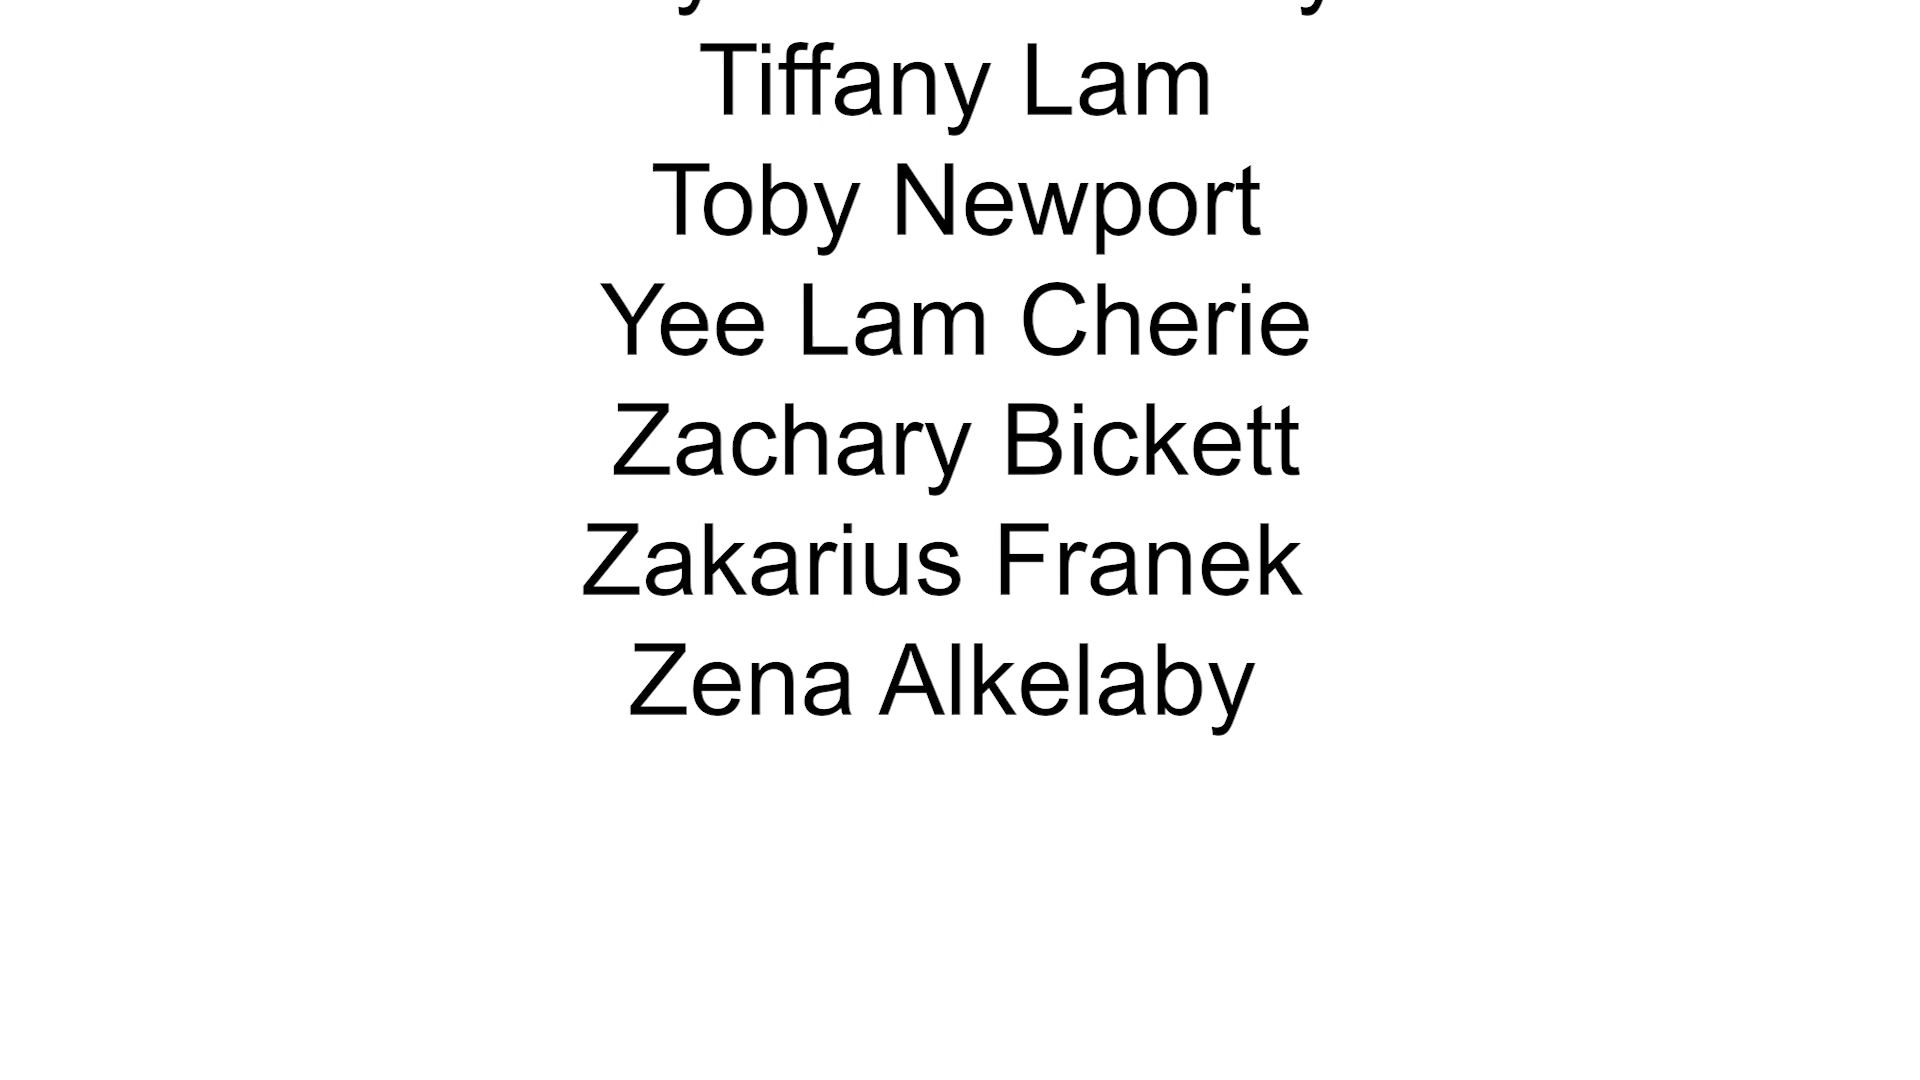 Tiffany Lam
Toby Newport
Yee Lam Cherie
Zachary Bickett
Zakarius Franek
Zena Alkelaby